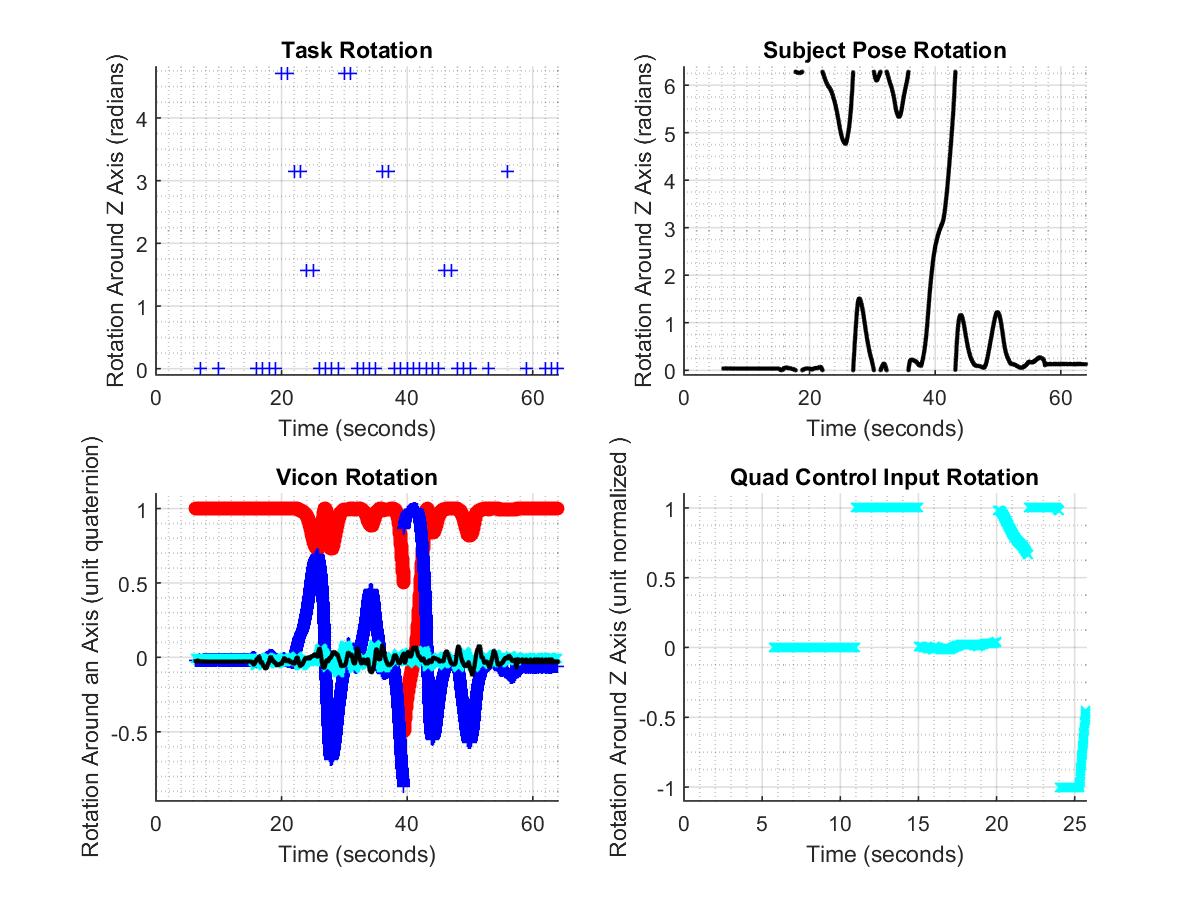 Task Rotation
Rotation Around Z Axis (radians)
4
3
2
1
0
0 20 40 60
Time (seconds)
Subject Pose Rotation
Rotation Around Z Axis (radians)
6
5
4
3
2
1
0
0 20 40 60
Time (seconds)
Vicon Rotation
Rotation Around an Axis (unit quaternion)
1
0.5
0
-0.5
0 20 40 60
Time (seconds)
Quad Control Input Rotation
Rotation Around Z Axis (unit normalized )
1
0.5
0
-0.5
-1
0 5 10 15 20 25
Time (seconds)